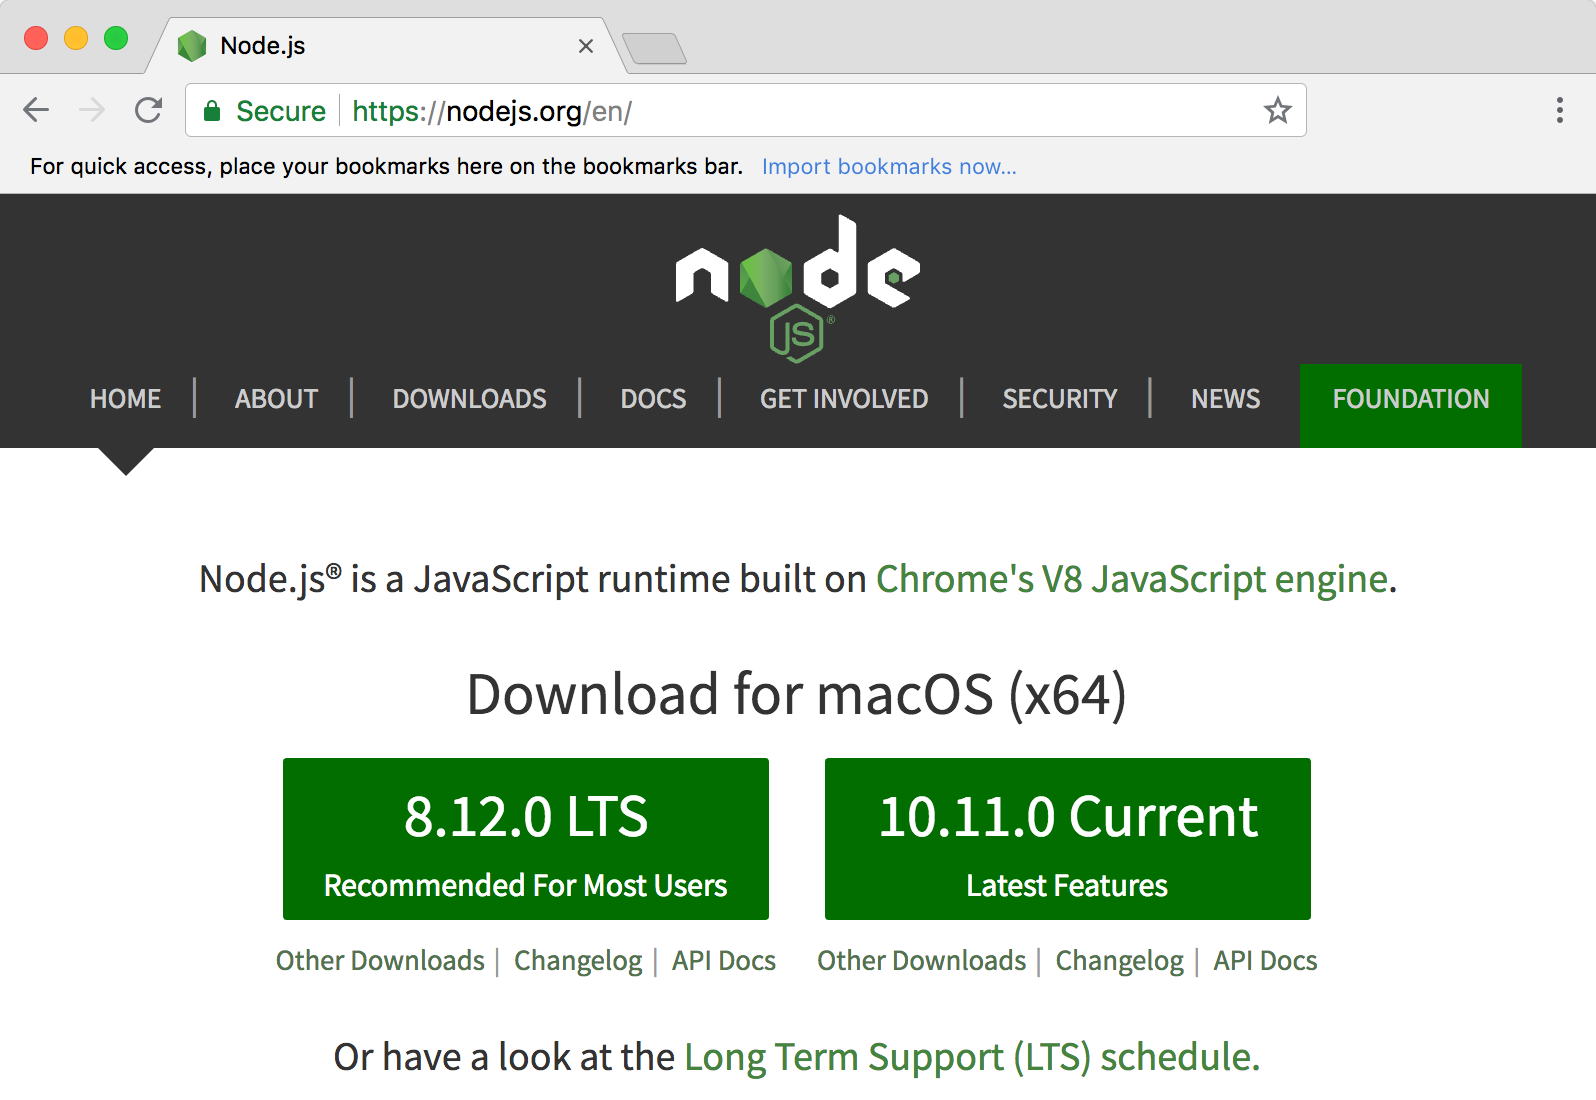 Node.js
Secure https://nodejs.org/en/
For quick access, place your bookmarks here on the bookmarks bar. Import bookmarks now...
node
JS®
HOME | ABOUT | DOWNLOADS | DOCS | GET INVOLVED | SECURITY | NEWS FOUNDATION
Node.js® is a JavaScript runtime built on Chrome's V8 JavaScript engine.
Download for macOS (x64)
8.12.0 LTS
Recommended For Most Users
10.11.0 Current
Latest Features
Other Downloads | Changelog | API Docs
Other Downloads | Changelog | API Docs
Or have a look at the Long Term Support (LTS) schedule.